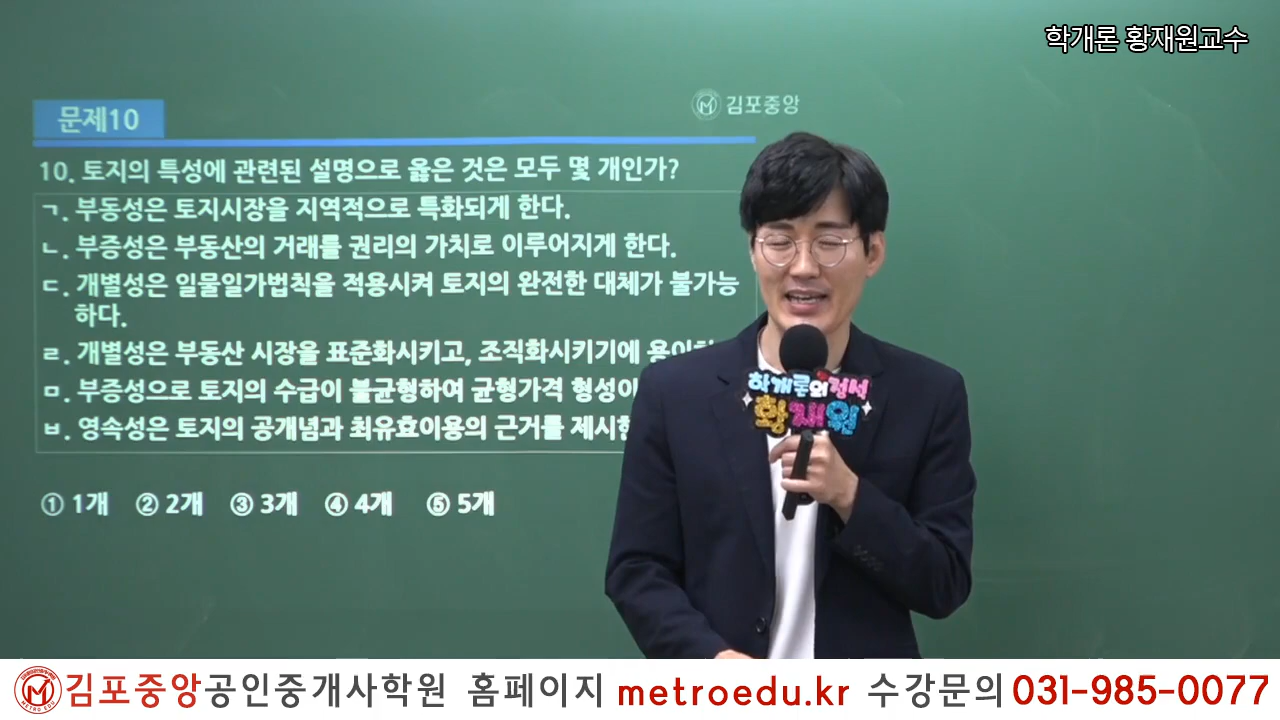 학개론 황재원교수
김포중앙
문제10
10. 토지의 특성에 관련된 설명으로 옳은 것은 모두 몇 개인가?
ㄱ. 부동성은 토지시장을 지역적으로 특화되게 한다.
ㄴ. 부증성은 부동산의 거래를 권리의 가치로 이루어지게 한다.
ㄷ. 개별성은 일물일가법칙을 적용시켜 토지의 완전한 대체가 불가능
하다.
ㄹ. 개별성은 부동산 시장을 표준화시키고, 조직화시키기에
ㅁ. 부증성으로 토지의 수급이 불균형하여 균형가격
ㅂ. 영속성은 토지의 공개념과 최유효이용의 근거를
① 1개 ② 2개 ③ 3개 ④ 4개 ⑤ 5개
학개론의 정석
황재원
METRO EDU 김포중앙공인중개사학원 홈페이지 metroedu.kr 수강문의 031-985-0077